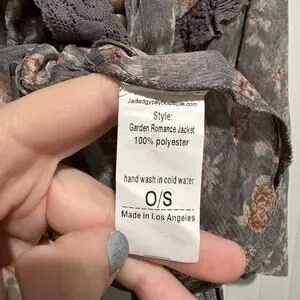 Jadedgypsyboutique.com
Style:
Garden Romance Jacket
100% polyester
hand wash in cold water
O/S
Made in Los Angeles